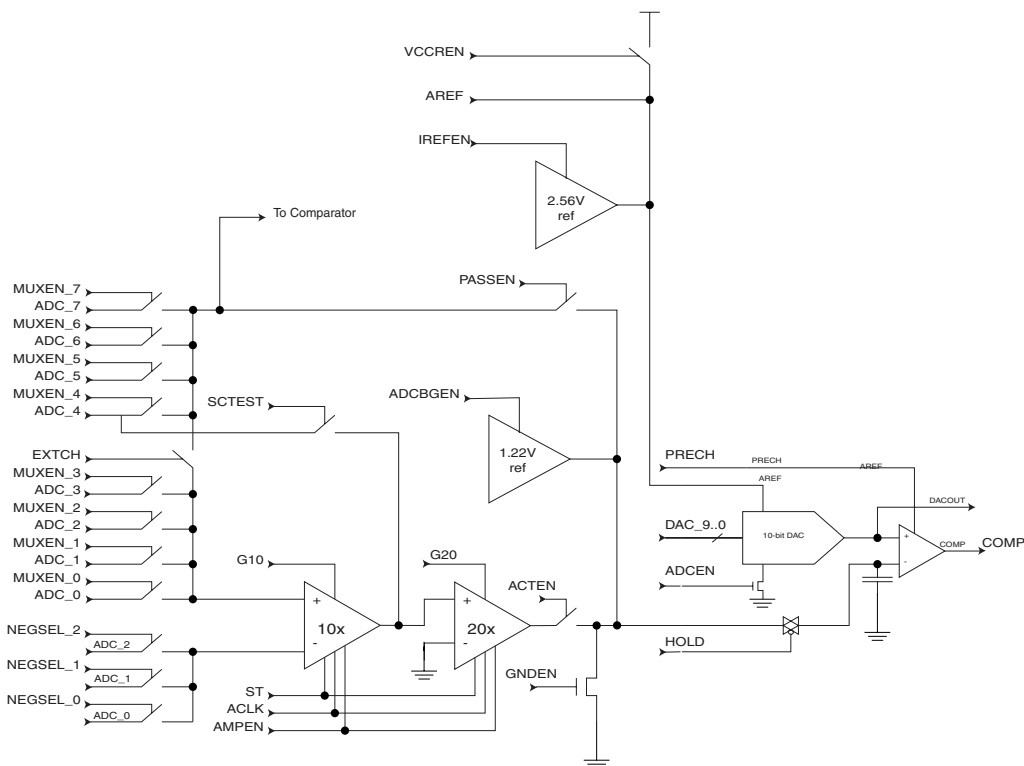 VCCREN
AREF
IREFEN
2.56V
ref
To Comparator
PASSEN
MUXEN_7
ADC_7
MUXEN_6
ADC_6
MUXEN_5
ADC_5
MUXEN_4
ADC_4
SCTEST
ADCBGEN
1.22V
ref
EXTCH
MUXEN_3
ADC_3
MUXEN_2
ADC_2
MUXEN_1
ADC_1
MUXEN_0
ADC_0
PRECH
PRECH
AREF
AREF
DACOUT
DAC_9..0
10-bit DAC
+
-
COMP
COMP
ADCEN
HOLD
G10
+
10x
-
G20
+
20x
-
ACTEN
GNDEN
NEGSEL_2
ADC_2
NEGSEL_1
ADC_1
NEGSEL_0
ADC_0
ST
ACLK
AMPEN